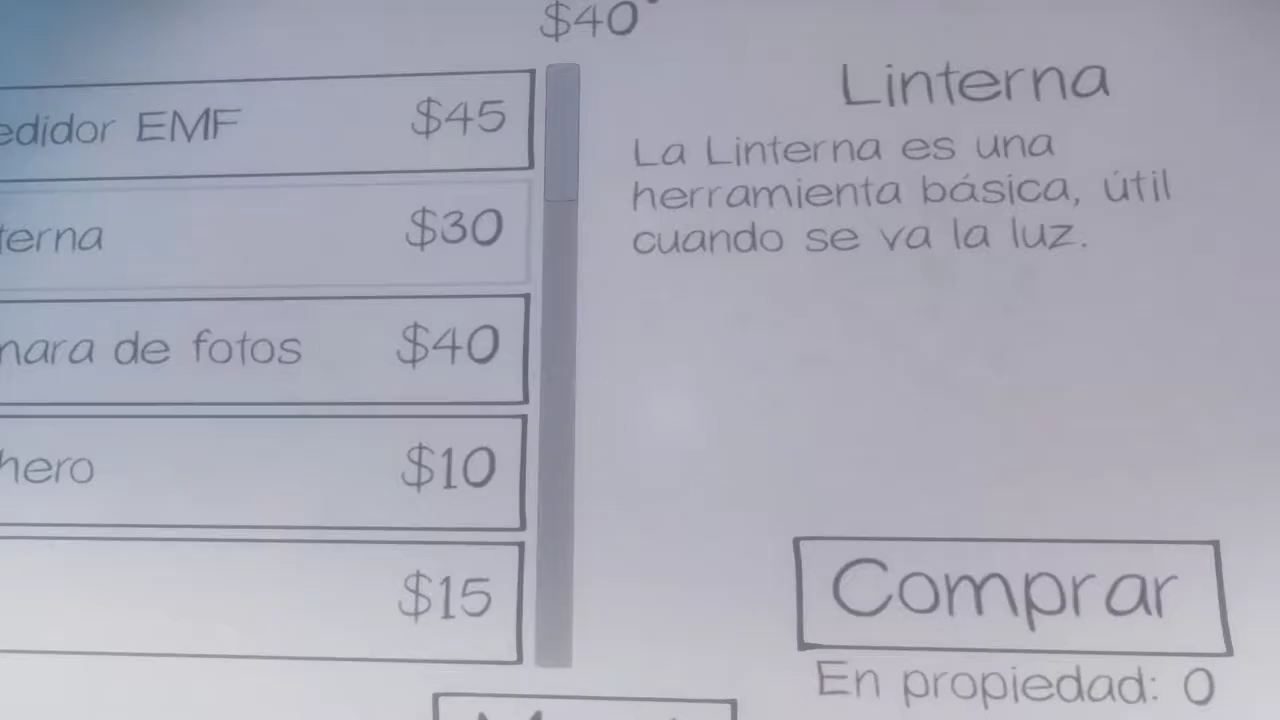 $40
edidor EMF $45
terna $30
mara de fotos $40
hero $10
$15
Linterna
La Linterna es una
herramienta básica, útil
cuando se va la luz.
Comprar
En propiedad: 0